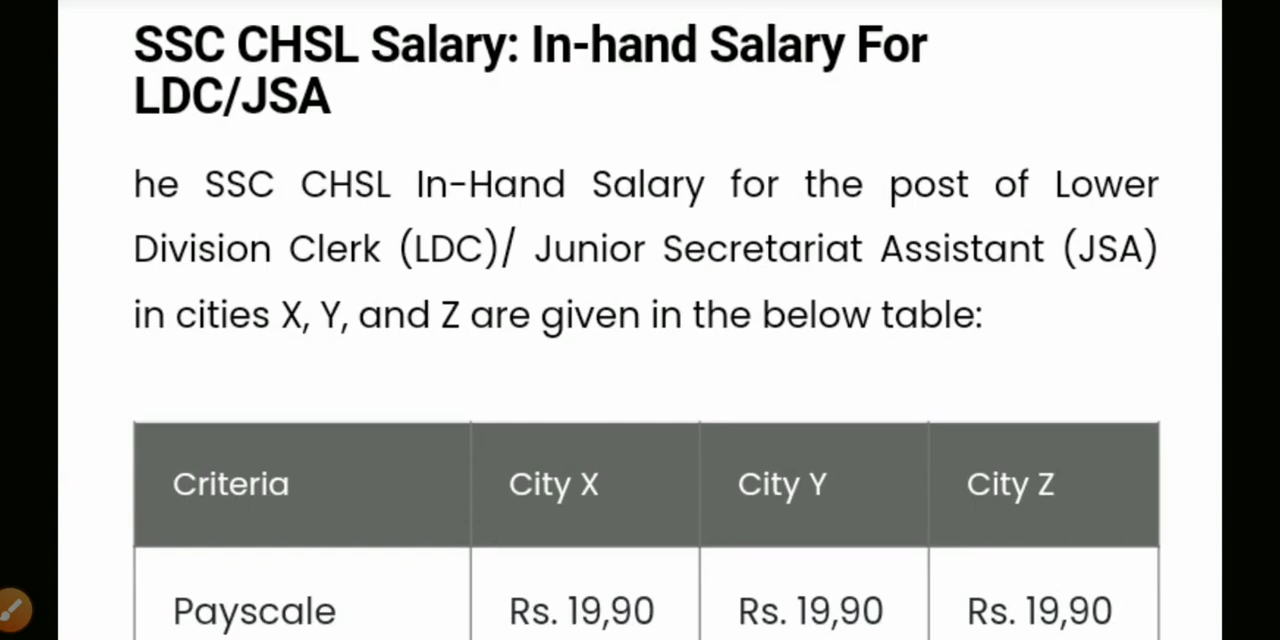 SSC CHSL Salary: In-hand Salary For
LDC/JSA
he SSC CHSL In-Hand Salary for the post of Lower
Division Clerk (LDC)/ Junior Secretariat Assistant (JSA)
in cities X, Y, and Z are given in the below table:
Criteria City X City Y City Z
Payscale Rs. 19,90 Rs. 19,90 Rs. 19,90